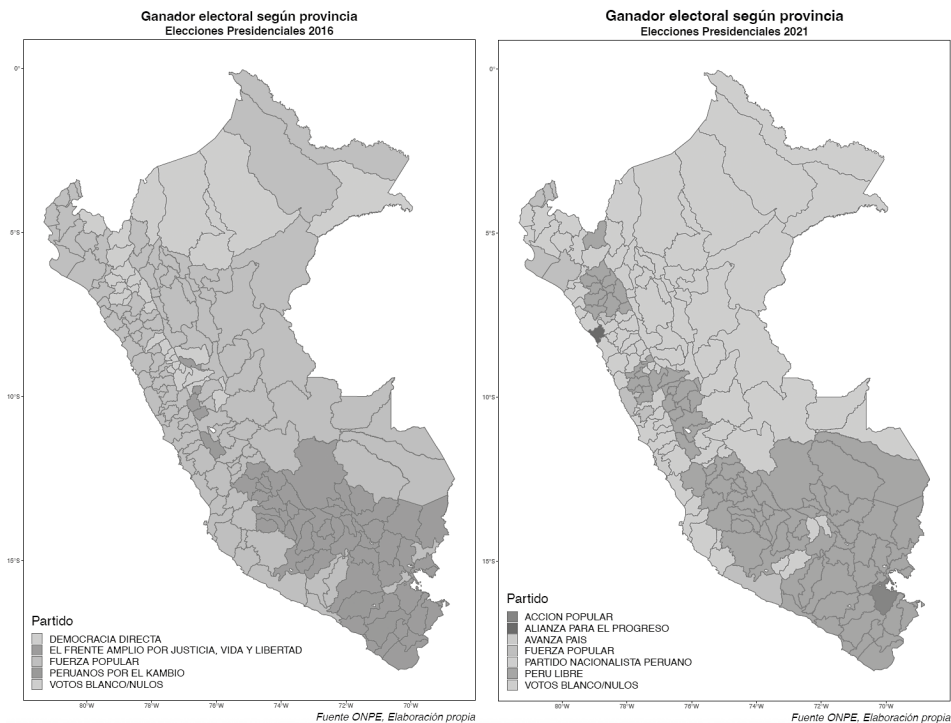 Ganador electoral según provincia
Elecciones Presidenciales 2016
0°
5°S
10°S
15°S
Partido
DEMOCRACIA DIRECTA
EL FRENTE AMPLIO POR JUSTICIA, VIDA Y LIBERTAD
FUERZA POPULAR
PERUANOS POR EL KAMBIO
VOTOS BLANCO/NULOS
80°W
78°W
76°W
74°W
72°W
70°W
Fuente ONPE, Elaboración propia
Ganador electoral según provincia
Elecciones Presidenciales 2021
0°
5°S
10°S
15°S
Partido
ACCION POPULAR
ALIANZA PARA EL PROGRESO
AVANZA PAIS
FUERZA POPULAR
PARTIDO NACIONALISTA PERUANO
PERU LIBRE
VOTOS BLANCO/NULOS
80°W
78°W
76°W
74°W
72°W
70°W
Fuente ONPE, Elaboración propia